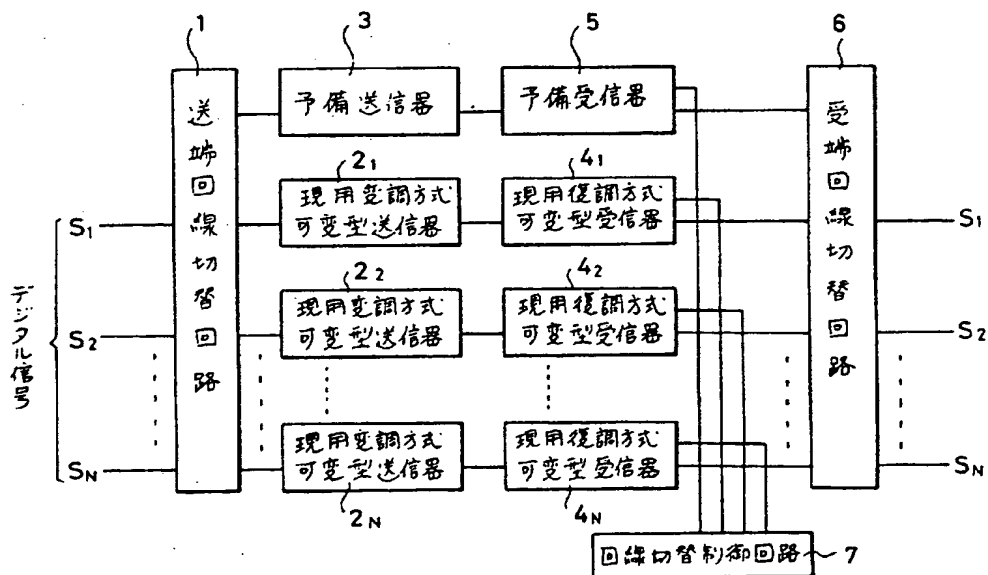 1
3
5
6
送端回線切替回路
予備送信器
予備受信器
受端回線切替回路
2₁
4₁
現用変調方式
可変型送信器
現用復調方式
可変型受信器
S₁
S₁
2₂
4₂
現用変調方式
可変型送信器
現用復調方式
可変型受信器
デジタル信号
S₂
S₂
現用変調方式
可変型送信器
現用復調方式
可変型受信器
S_N
S_N
2_N
4_N
回線切替制御回路
7